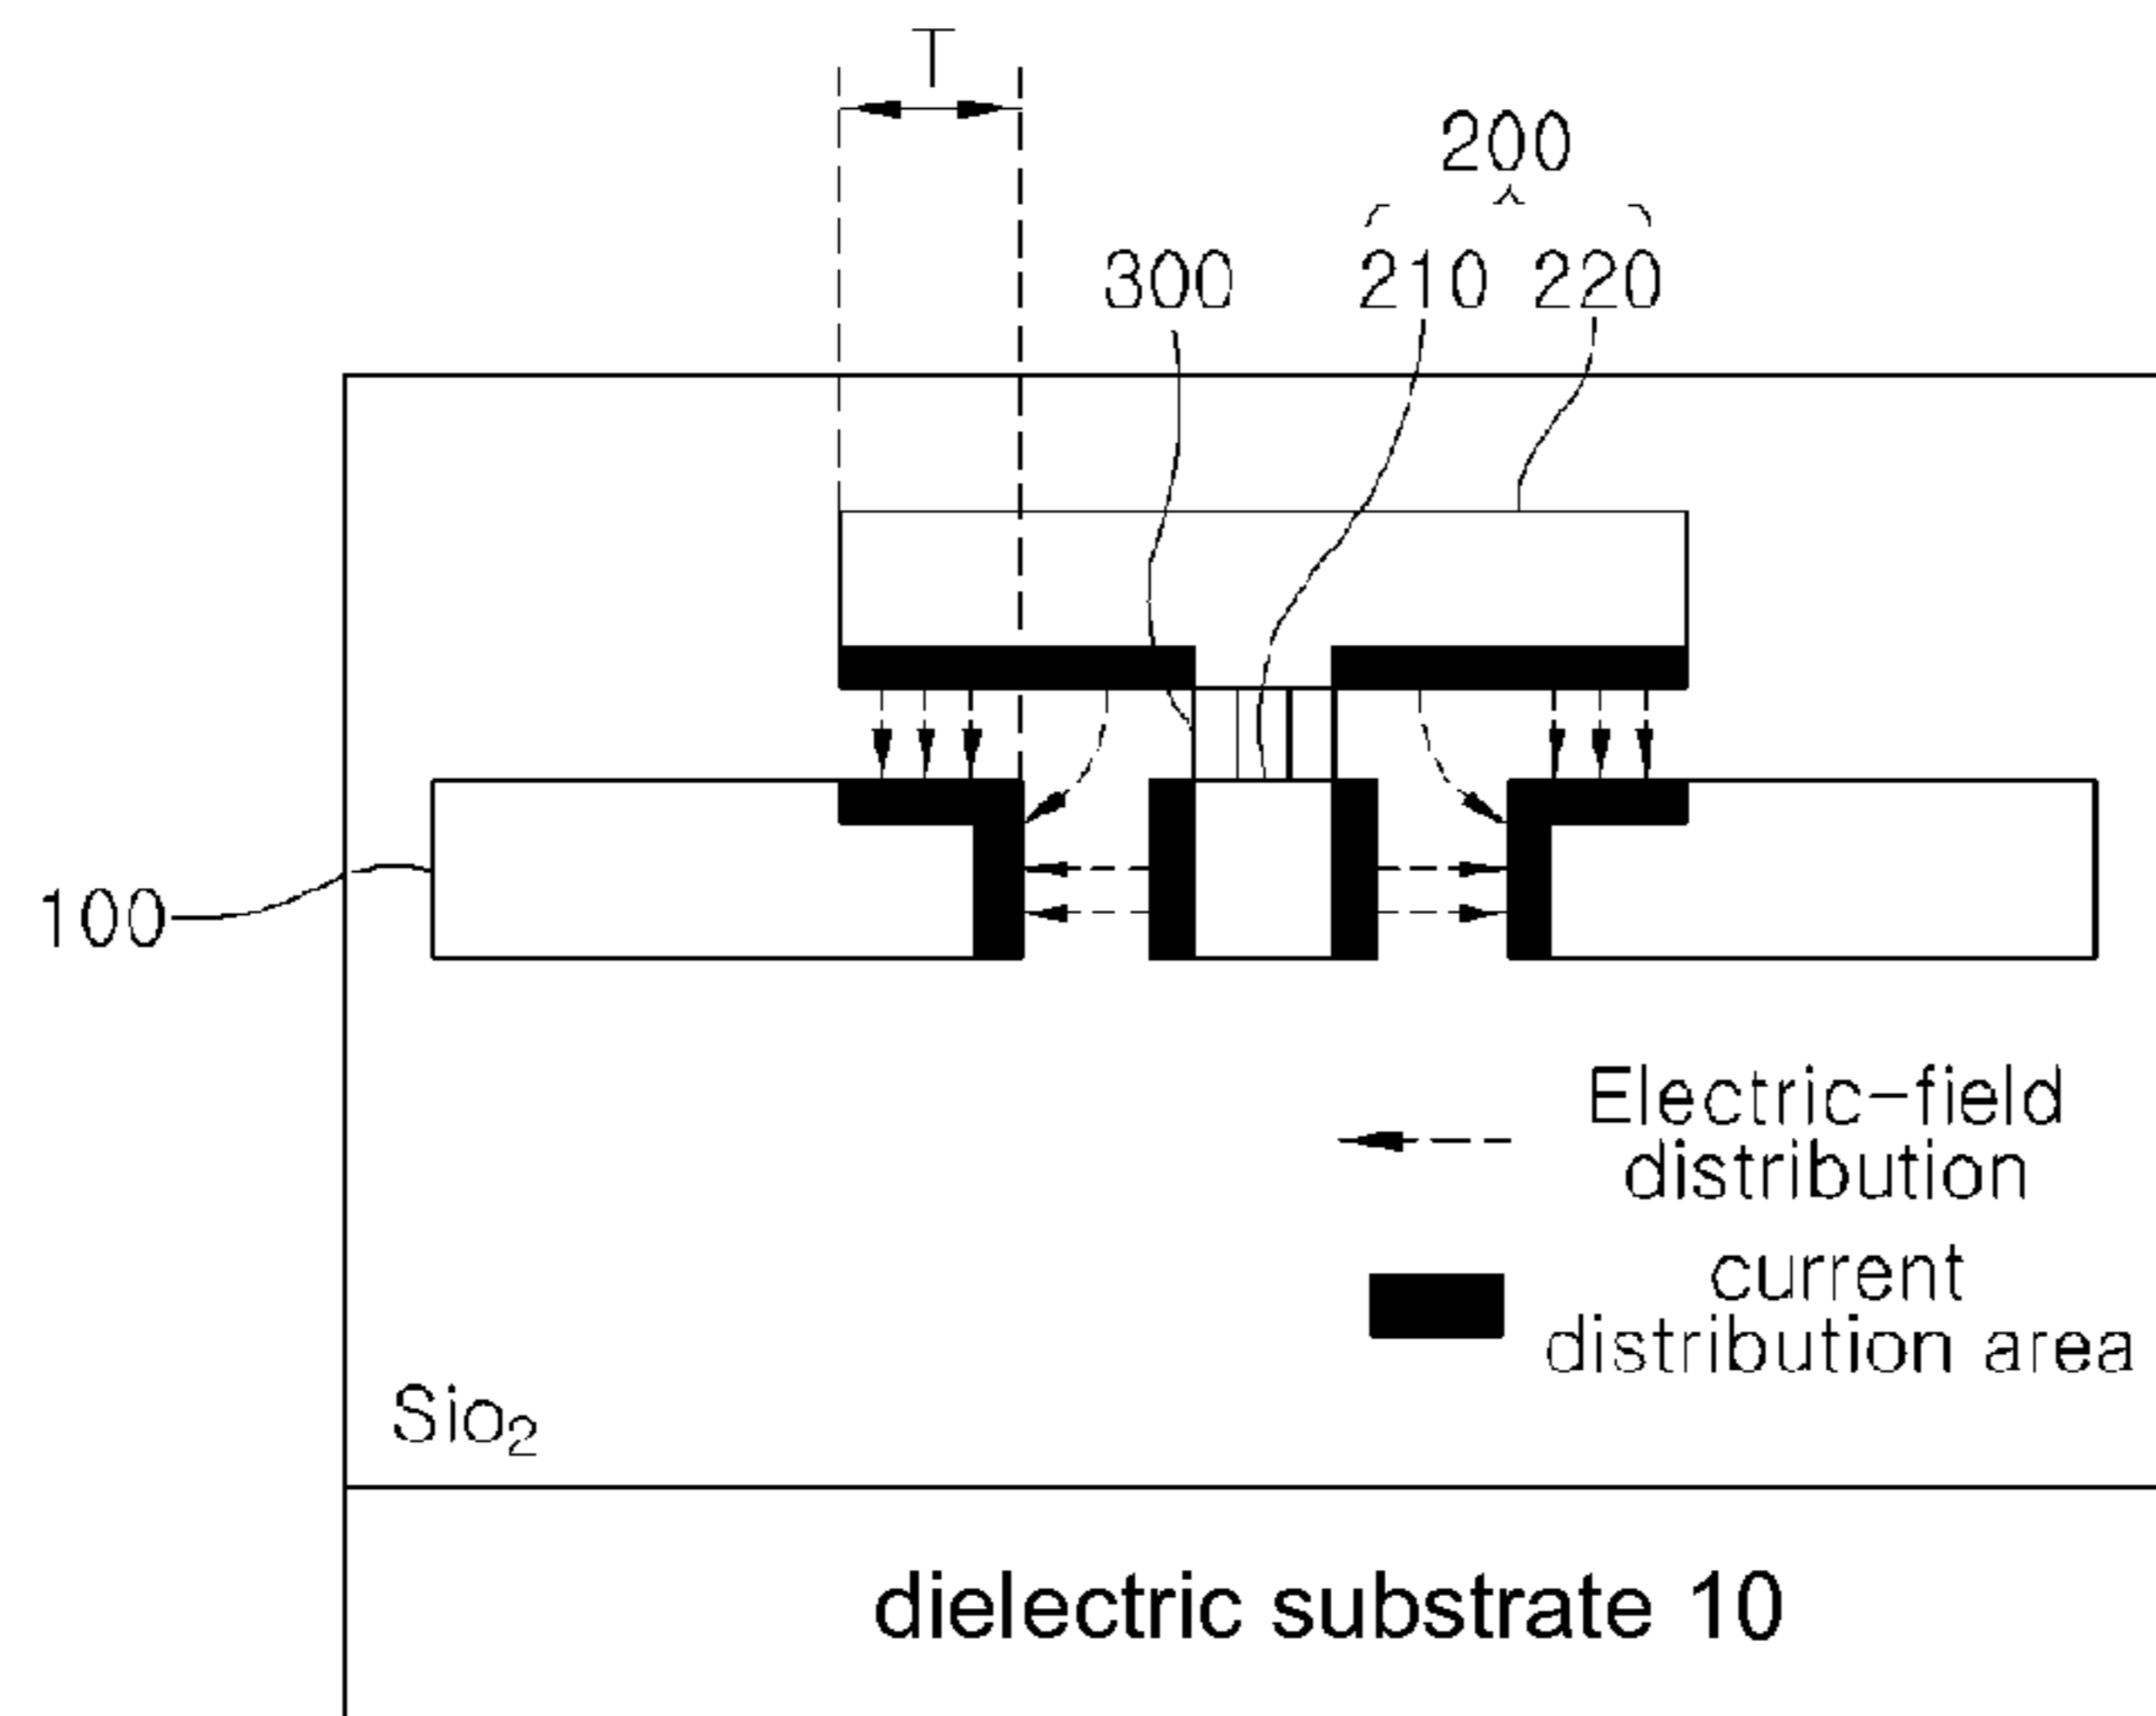 T
200
300 210 220
100
Electric-field
distribution
current
distribution area
Sio₂
dielectric substrate 10